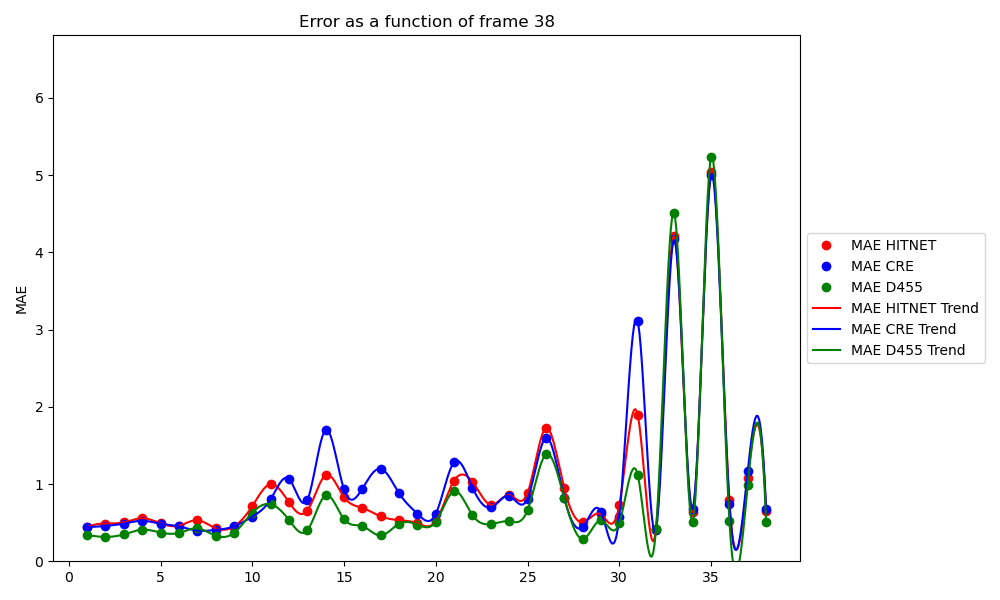 Error as a function of frame 38
MAE
6
5
4
3
2
1
0
0
5
10
15
20
25
30
35
MAE HITNET
MAE CRE
MAE D455
MAE HITNET Trend
MAE CRE Trend
MAE D455 Trend